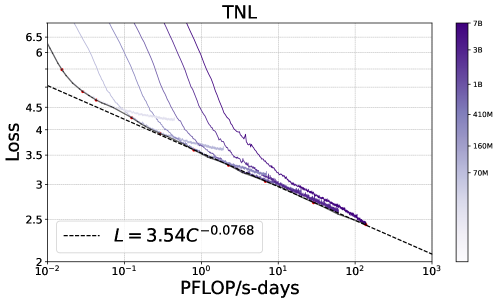 TNL
6.5
6
4.5
4
3.5
3
2.5
2
Loss
L = 3.54C^{-0.0768}
10^{-2} 10^{-1} 10^{0} 10^{1} 10^{2} 10^{3}
PFLOP/s-days
7B
3B
1B
410M
160M
70M